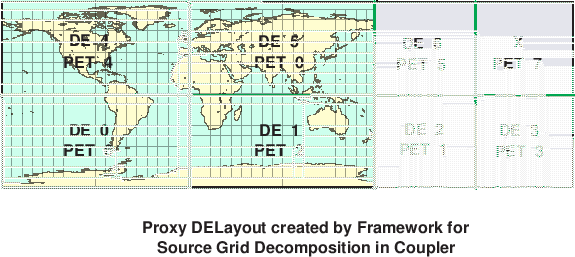 DE 4 DE 5 DE 6 X
PET 4 PET 0 PET 5 PET 7
DE 0 DE 1 DE 2 DE 3
PET PET 2 PET 1 PET 3
Proxy DELayout created by Framework for
Source Grid Decomposition in Coupler